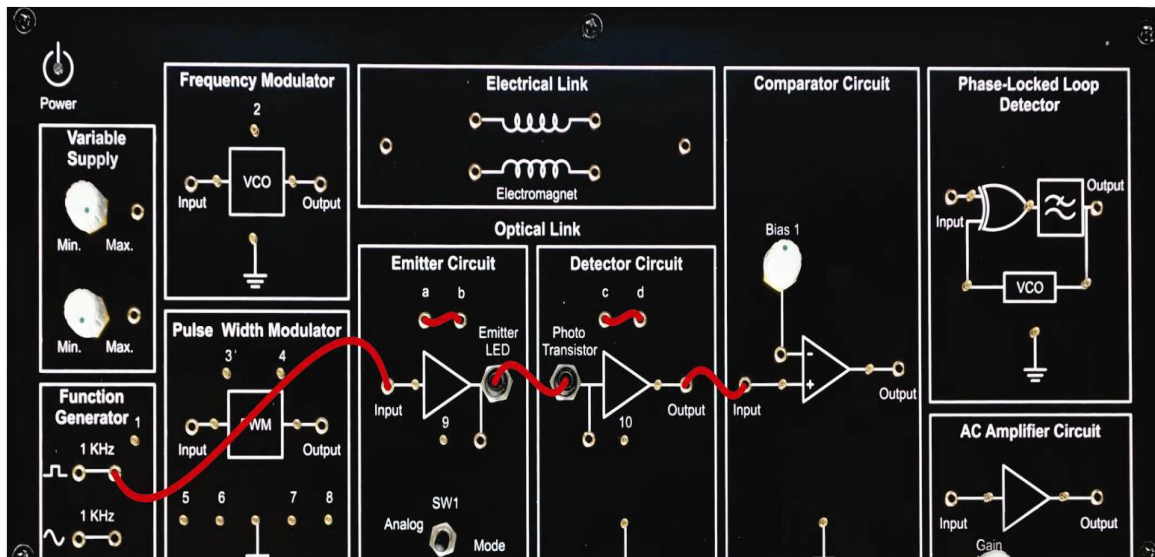 Power
Variable
Supply
Min.
Max.
Min.
Max.
Function
Generator
1
1 KHz
1 KHz
Frequency Modulator
2
VCO
Input
Output
Pulse Width Modulator
3'
4
WM
Input
Output
5
6
7
8
Electrical Link
Electromagnet
Optical Link
Emitter Circuit
a
b
Emitter
LED
Input
9
SW1
Analog
Mode
Detector Circuit
c
d
Photo
Transistor
Output
10
Comparator Circuit
Bias 1
-
+
Input
Output
Phase-Locked Loop
Detector
Output
Input
VCO
AC Amplifier Circuit
Input
Output
Gain